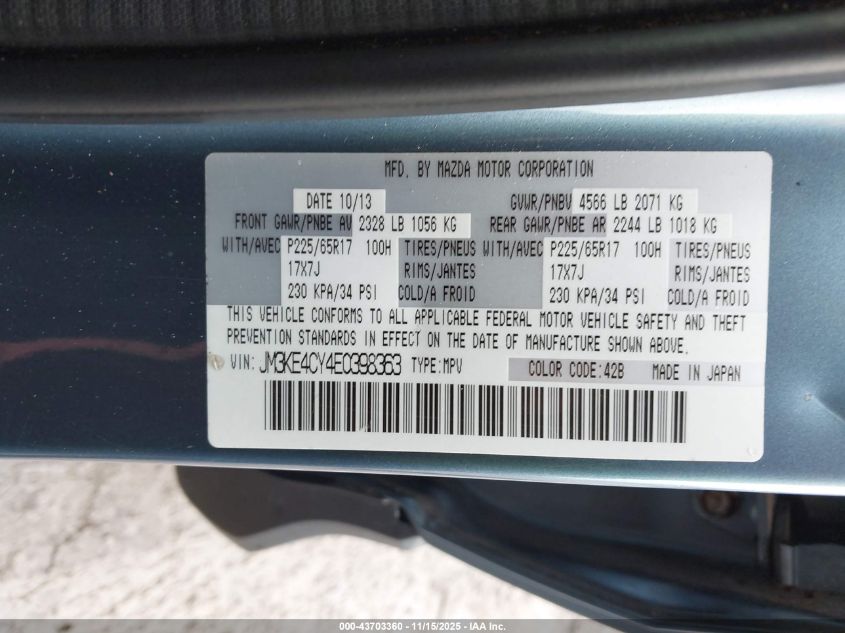 MFD. BY MAZDA MOTOR CORPORATION
DATE 10/13 GVWR/PNBV 4566 LB 2071 KG
FRONT GAWR/PNBE AV 2328 LB 1056 KG REAR GAWR/PNBE AR 2244 LB 1018 KG
WITH/AVEC P225/65R17 100H TIRES/PNEUS WITH/AVEC P225/65R17 100H TIRES/PNEUS
17X7J RIMS/JANTES 17X7J RIMS/JANTES
230 KPA/34 PSI COLD/A FROID 230 KPA/34 PSI COLD/A FROID
THIS VEHICLE CONFORMS TO ALL APPLICABLE FEDERAL MOTOR VEHICLE SAFETY AND THEFT
PREVENTION STANDARDS IN EFFECT ON THE DATE OF MANUFACTURE SHOWN ABOVE.
VIN: JM3KE4CY4E0398363 TYPE:MPV COLOR CODE:42B MADE IN JAPAN
000-43703360 - 11/15/2025 - IAA Inc.